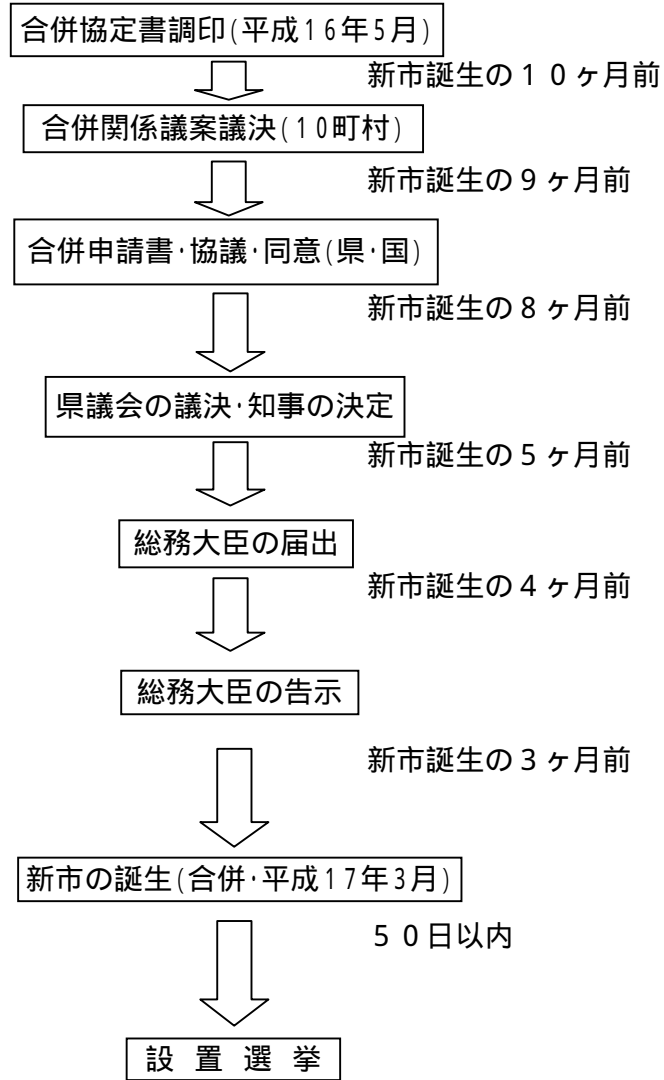 合併協定書調印(平成16年5月)
新市誕生の10ヶ月前
合併関係議案議決(10町村)
新市誕生の9ヶ月前
合併申請書・協議・同意(県・国)
新市誕生の8ヶ月前
県議会の議決・知事の決定
新市誕生の5ヶ月前
総務大臣の届出
新市誕生の4ヶ月前
総務大臣の告示
新市誕生の3ヶ月前
新市の誕生(合併・平成17年3月)
50日以内
設置選挙